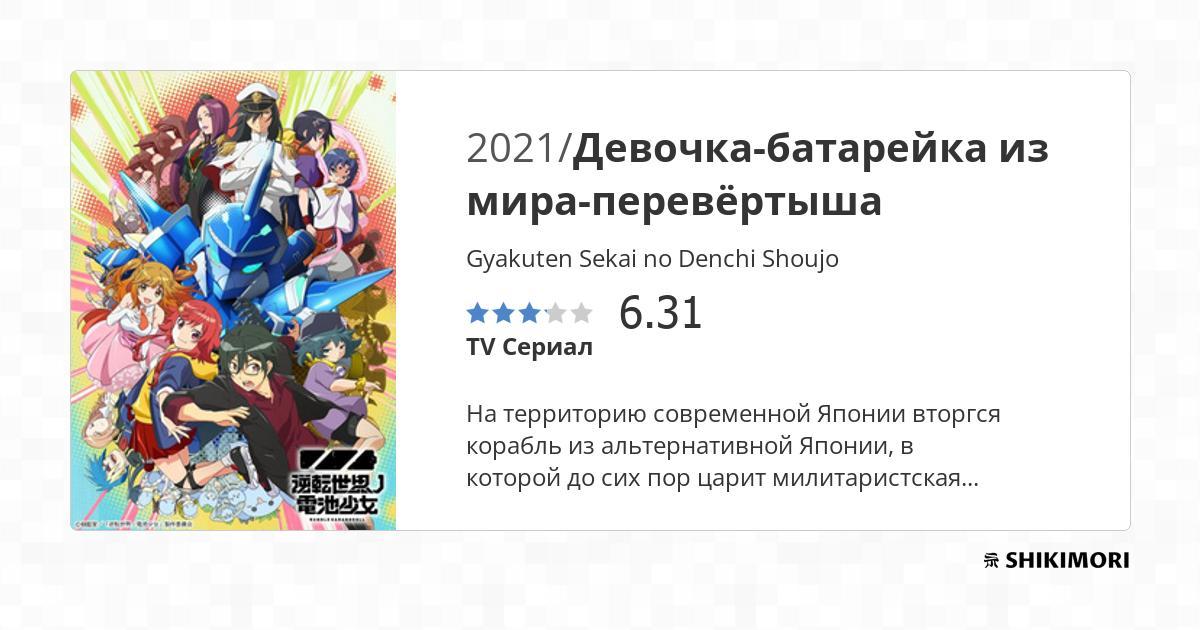 2021/Девочка-батарейка из
мира-перевёртыша
Gyakuten Sekai no Denchi Shoujo
6.31
TV Сериал
На территорию современной Японии вторгся
корабль из альтернативной Японии, в
которой до сих пор царит милитаристская...
逆転世界ノ
電池少女
SHIKIMORI